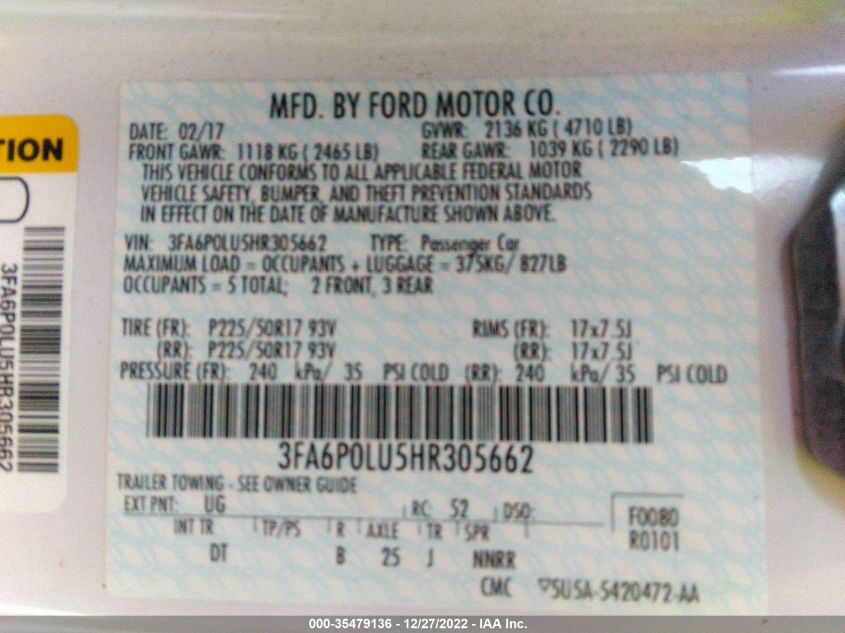 MFD. BY FORD MOTOR CO.
DATE: 02/17 GVWR: 2136 KG ( 4710 LB)
FRONT GAWR: 1118 KG ( 2465 LB) REAR GAWR: 1039 KG ( 2290 LB)
THIS VEHICLE CONFORMS TO ALL APPLICABLE FEDERAL MOTOR
VEHICLE SAFETY, BUMPER, AND THEFT PREVENTION STANDARDS
IN EFFECT ON THE DATE OF MANUFACTURE SHOWN ABOVE.
VIN: 3FA6P0LU5HR305662 TYPE: Passenger Car
MAXIMUM LOAD = OCCUPANTS + LUGGAGE = 375KG/ 827LB
OCCUPANTS = 5 TOTAL; 2 FRONT, 3 REAR
TIRE (FR): P225/50R17 93V RIMS (FR): 17x7.5J
(RR): P225/50R17 93V (RR): 17x7.5J
PRESSURE (FR): 240 kPa/ 35 PSI COLD (RR): 240 kPa/ 35 PSI COLD
3FA6P0LU5HR305662
TRAILER TOWING - SEE OWNER GUIDE
EXT PNT: UG RC: 52 DSO: F0080
INT TR TP/PS R AXLE TR SPR R0101
DT B 25 J NNRR
CMC 5U5A-5420472-AA
TION
3FA6P0LU5HR305662
000-35479136 - 12/27/2022 - IAA Inc.